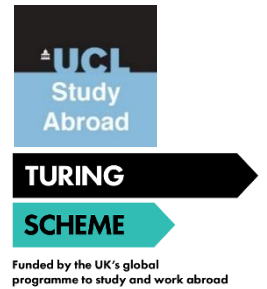 UCL
Study
Abroad
TURING
SCHEME
Funded by the UK's global
programme to study and work abroad